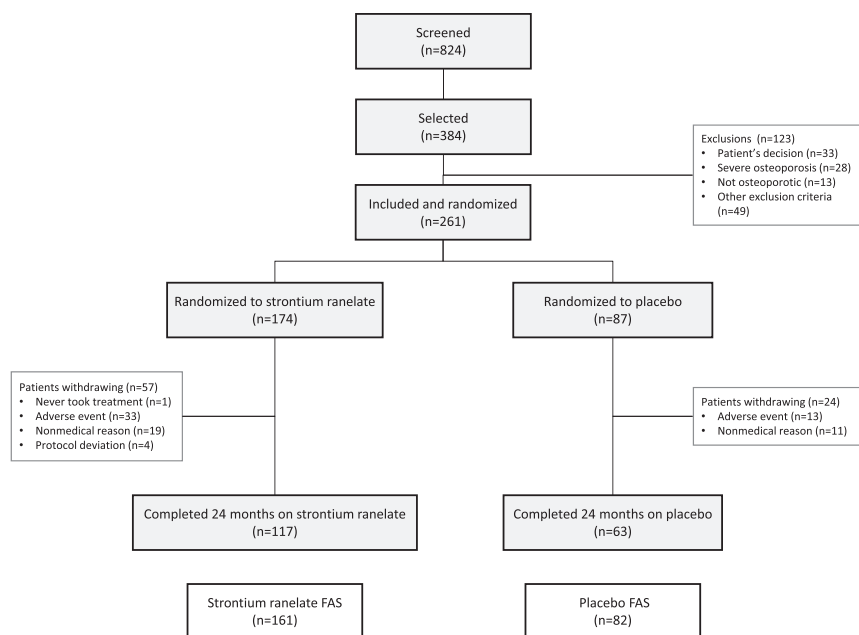 Screened
(n=824)
Selected
(n=384)
Exclusions (n=123)
• Patient's decision (n=33)
• Severe osteoporosis (n=28)
• Not osteoporotic (n=13)
• Other exclusion criteria
(n=49)
Included and randomized
(n=261)
Randomized to strontium ranelate
(n=174)
Randomized to placebo
(n=87)
Patients withdrawing (n=57)
• Never took treatment (n=1)
• Adverse event (n=33)
• Nonmedical reason (n=19)
• Protocol deviation (n=4)
Patients withdrawing (n=24)
• Adverse event (n=13)
• Nonmedical reason (n=11)
Completed 24 months on strontium ranelate
(n=117)
Completed 24 months on placebo
(n=63)
Strontium ranelate FAS
(n=161)
Placebo FAS
(n=82)